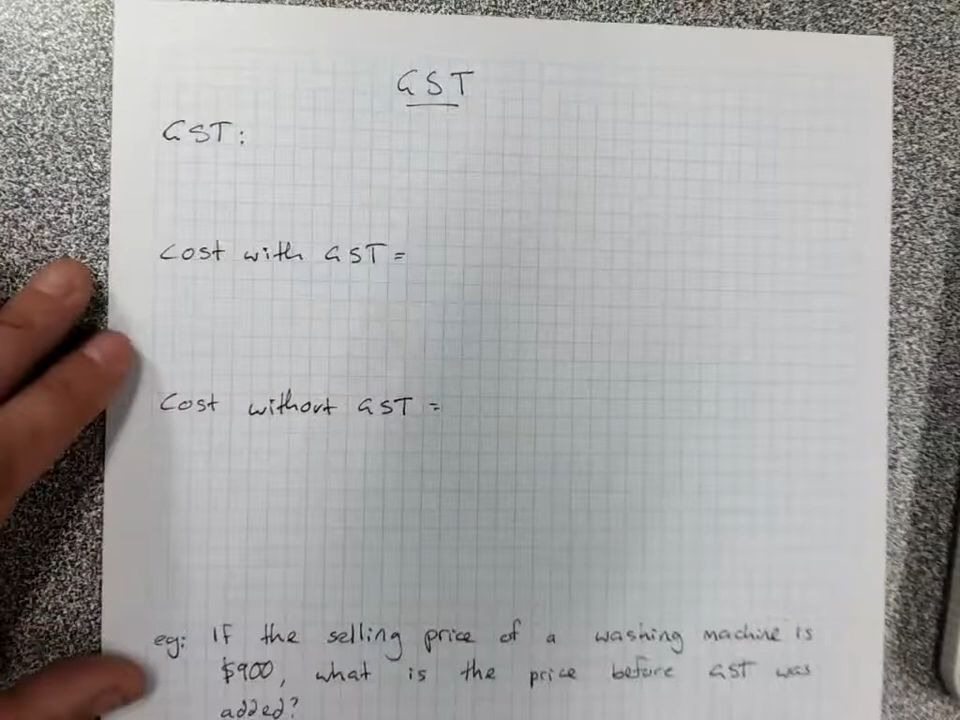 GST
GST:
Cost with GST =
Cost without GST =
eg: If the selling price of a washing machine is
$900, what is the price before GST was
added?